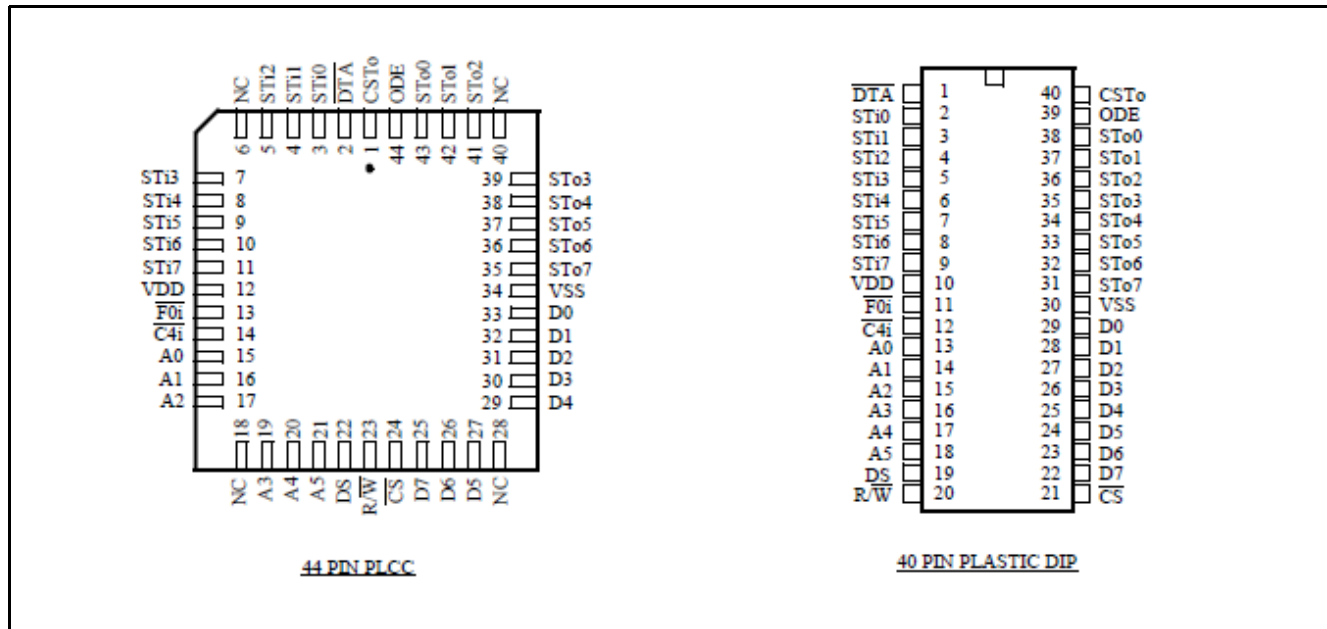 NC STi2 STi1 STi0 D̅T̅A̅ CSTo ODE STo0 STo1 STo2 NC
6 5 4 3 2 1 44 43 42 41 40
STi3 7 39 STo3
STi4 8 38 STo4
STi5 9 37 STo5
STi6 10 36 STo6
STi7 11 35 STo7
VDD 12 34 VSS
F̅0̅i̅ 13 33 D0
C̅4̅i̅ 14 32 D1
A0 15 31 D2
A1 16 30 D3
A2 17 29 D4
18 19 20 21 22 23 24 25 26 27 28
NC A3 A4 A5 DS R/W̅ C̅S̅ D7 D6 D5 NC
44 PIN PLCC
D̅T̅A̅ 1 40 CSTo
STi0 2 39 ODE
STi1 3 38 STo0
STi2 4 37 STo1
STi3 5 36 STo2
STi4 6 35 STo3
STi5 7 34 STo4
STi6 8 33 STo5
STi7 9 32 STo6
VDD 10 31 STo7
F̅0̅i̅ 11 30 VSS
C̅4̅i̅ 12 29 D0
A0 13 28 D1
A1 14 27 D2
A2 15 26 D3
A3 16 25 D4
A4 17 24 D5
A5 18 23 D6
DS 19 22 D7
R/W̅ 20 21 C̅S̅
40 PIN PLASTIC DIP